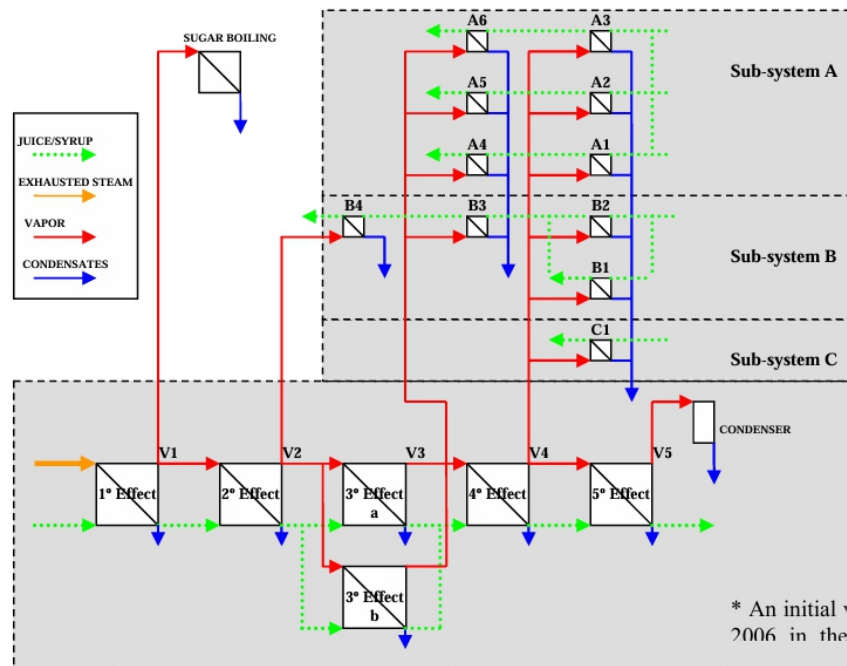 SUGAR BOILING
A6
A3
Sub-system A
A5
A2
A4
A1
JUICE/SYRUP
EXHAUSTED STEAM
VAPOR
CONDENSATES
B4
B3
B2
Sub-system B
B1
C1
Sub-system C
CONDENSER
V1
V2
V3
V4
V5
1º Effect
2º Effect
3º Effect
a
4º Effect
5º Effect
3º Effect
b
* An initial v
2006 in the